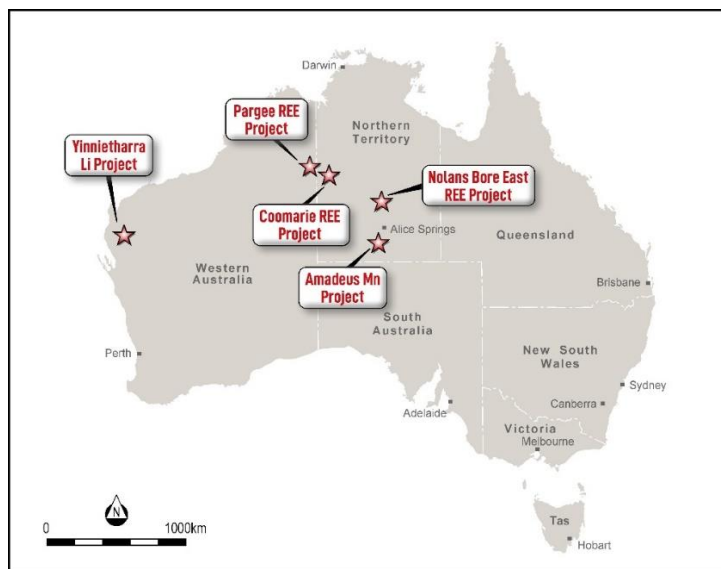 Darwin
Pargee REE
Project
Northern
Territory
Yinnietharra
Li Project
Nolans Bore East
REE Project
Coomarie REE
Project
Alice Springs
Queensland
Western
Australia
Amadeus Mn
Project
Brisbane
South
Australia
Perth
New South
Wales
Sydney
Canberra
Adelaide
Victoria
Melbourne
N
0
1000km
Tas
Hobart